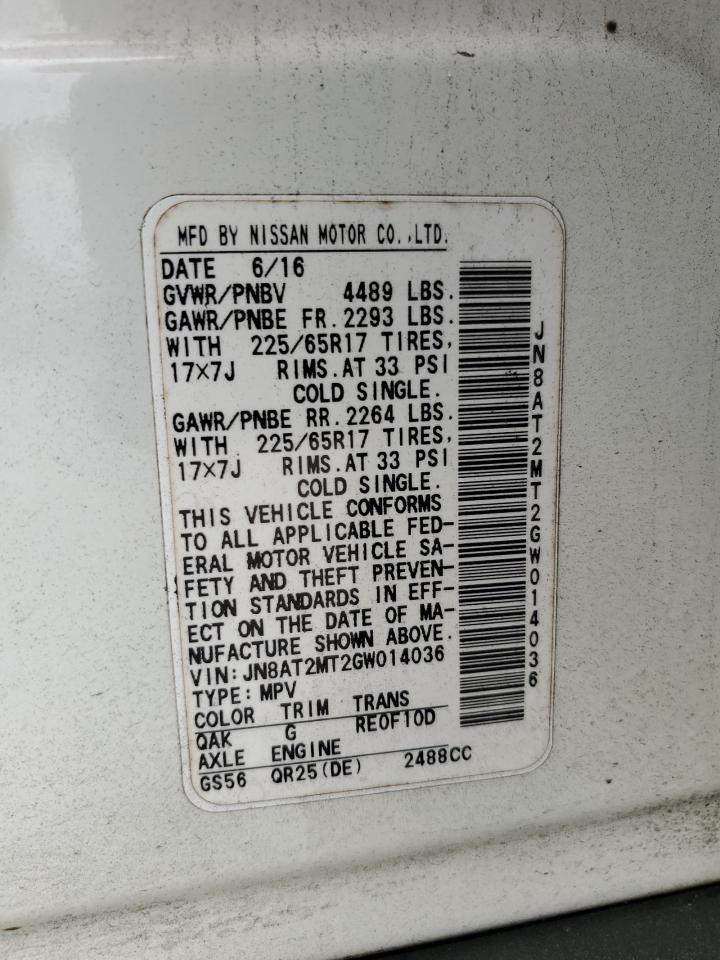 MFD BY NISSAN MOTOR CO.,LTD.
DATE 6/16
GVWR/PNBV 4489 LBS.
GAWR/PNBE FR.2293 LBS.
WITH 225/65R17 TIRES,
17×7J RIMS.AT 33 PSI
COLD SINGLE.
GAWR/PNBE RR.2264 LBS.
WITH 225/65R17 TIRES,
17×7J RIMS.AT 33 PSI
COLD SINGLE.
THIS VEHICLE CONFORMS
TO ALL APPLICABLE FED-
ERAL MOTOR VEHICLE SA-
FETY AND THEFT PREVEN-
TION STANDARDS IN EFF-
ECT ON THE DATE OF MA-
NUFACTURE SHOWN ABOVE.
VIN:JN8AT2MT2GW014036
TYPE:MPV
COLOR TRIM TRANS
QAK G RE0F10D
AXLE ENGINE
GS56 QR25(DE) 2488CC
JN8AT2MT2GW014036